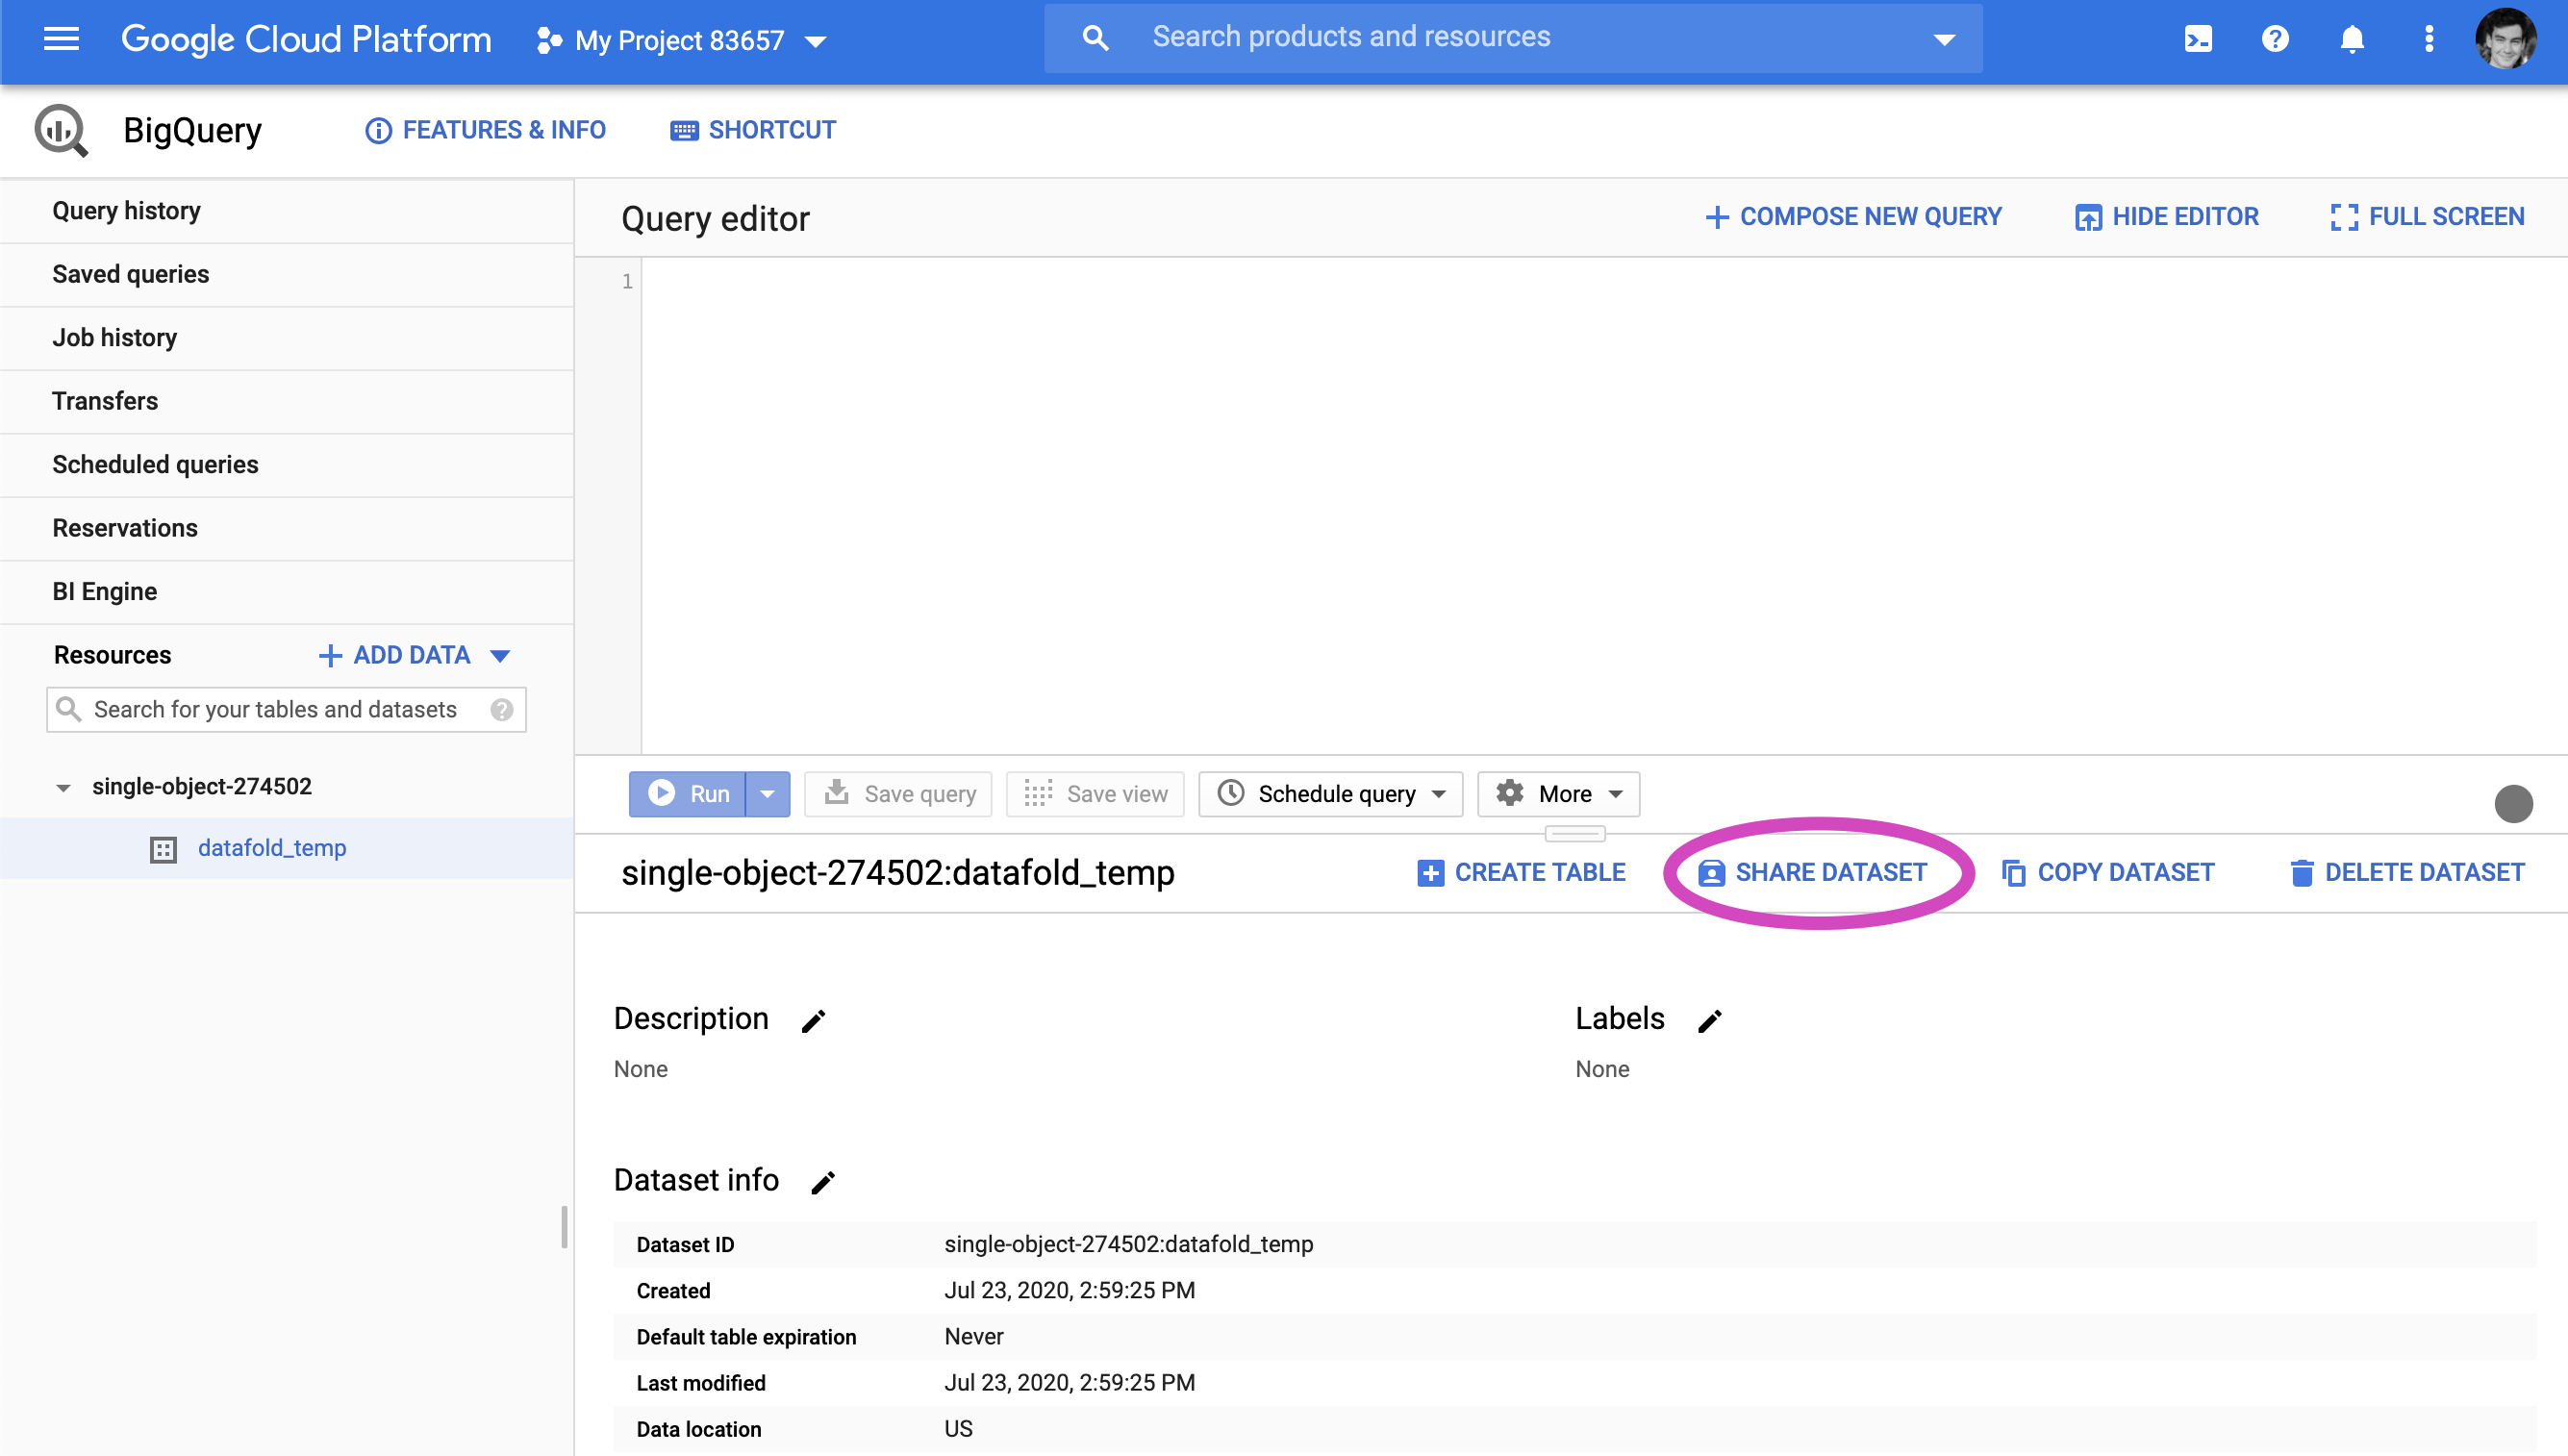 Google Cloud Platform
My Project 83657
Search products and resources
BigQuery
FEATURES & INFO
SHORTCUT
Query history
Saved queries
Job history
Transfers
Scheduled queries
Reservations
BI Engine
Resources
ADD DATA
Search for your tables and datasets
single-object-274502
datafold_temp
Query editor
COMPOSE NEW QUERY
HIDE EDITOR
FULL SCREEN
1
Run
Save query
Save view
Schedule query
More
single-object-274502:datafold_temp
CREATE TABLE
SHARE DATASET
COPY DATASET
DELETE DATASET
Description
None
Labels
None
Dataset info
Dataset ID single-object-274502:datafold_temp
Created Jul 23, 2020, 2:59:25 PM
Default table expiration Never
Last modified Jul 23, 2020, 2:59:25 PM
Data location US